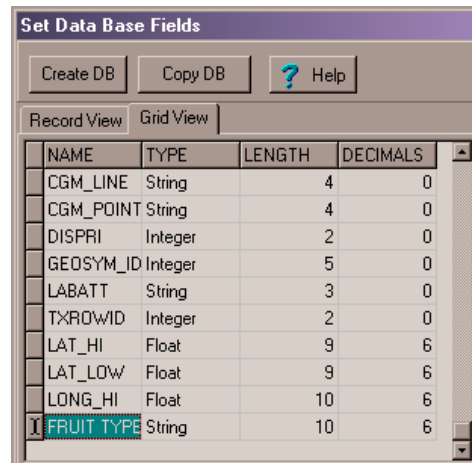 Set Data Base Fields
Create DB Copy DB ? Help
Record View Grid View
NAME TYPE LENGTH DECIMALS
CGM_LINE String 4 0
CGM_POINT String 4 0
DISPRI Integer 2 0
GEOSYM_ID Integer 5 0
LABATT String 3 0
TXROWID Integer 2 0
LAT_HI Float 9 6
LAT_LOW Float 9 6
LONG_HI Float 10 6
FRUIT TYPE String 10 6